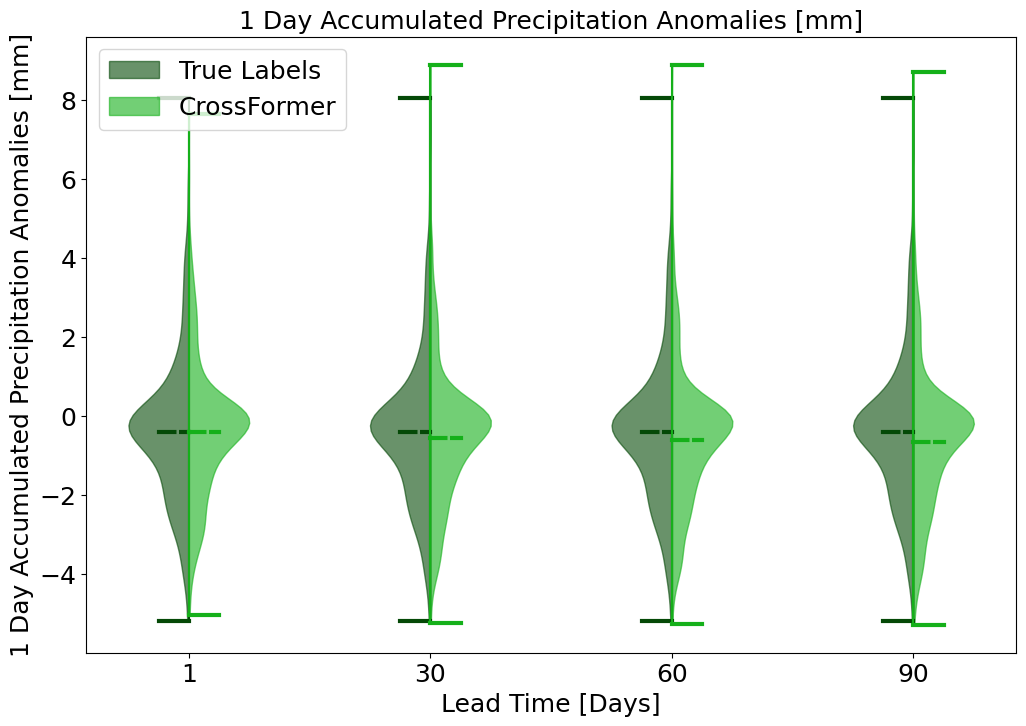 1 Day Accumulated Precipitation Anomalies [mm]
True Labels
CrossFormer
1 Day Accumulated Precipitation Anomalies [mm]
8
6
4
2
0
−2
−4
1
30
60
90
Lead Time [Days]